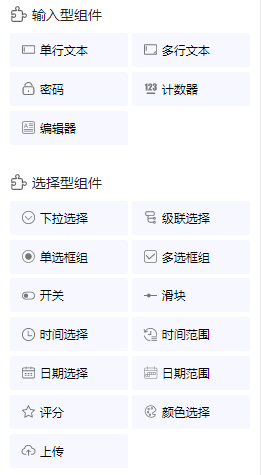 输入型组件
单行文本 多行文本
密码 计数器
编辑器
选择型组件
下拉选择 级联选择
单选框组 多选框组
开关 滑块
时间选择 时间范围
日期选择 日期范围
评分 颜色选择
上传